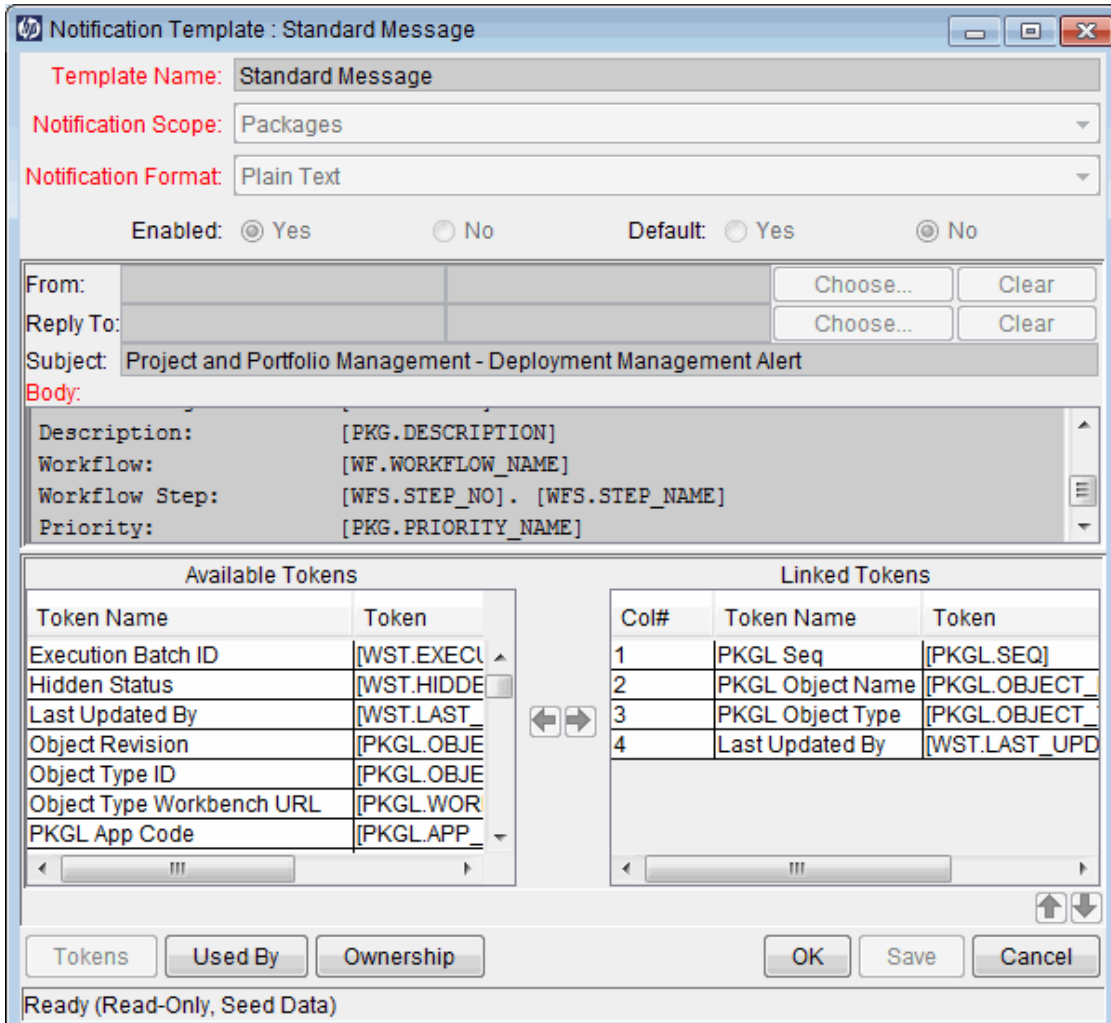 Notification Template : Standard Message
Template Name: Standard Message
Notification Scope: Packages
Notification Format: Plain Text
Enabled: Yes No Default: Yes No
From: Choose... Clear
Reply To: Choose... Clear
Subject: Project and Portfolio Management - Deployment Management Alert
Body:
Description: [PKG.DESCRIPTION]
Workflow: [WF.WORKFLOW_NAME]
Workflow Step: [WFS.STEP_NO]. [WFS.STEP_NAME]
Priority: [PKG.PRIORITY_NAME]
Available Tokens Linked Tokens
Token Name Token Col# Token Name Token
Execution Batch ID [WST.EXECU 1 PKGL Seq [PKGL.SEQ]
Hidden Status [WST.HIDDE 2 PKGL Object Name [PKGL.OBJECT_
Last Updated By [WST.LAST_ 3 PKGL Object Type [PKGL.OBJECT_
Object Revision [PKGL.OBJE 4 Last Updated By [WST.LAST_UPD
Object Type ID [PKGL.OBJE
Object Type Workbench URL [PKGL.WOR
PKGL App Code [PKGL.APP_
Tokens Used By Ownership OK Save Cancel
Ready (Read-Only, Seed Data)